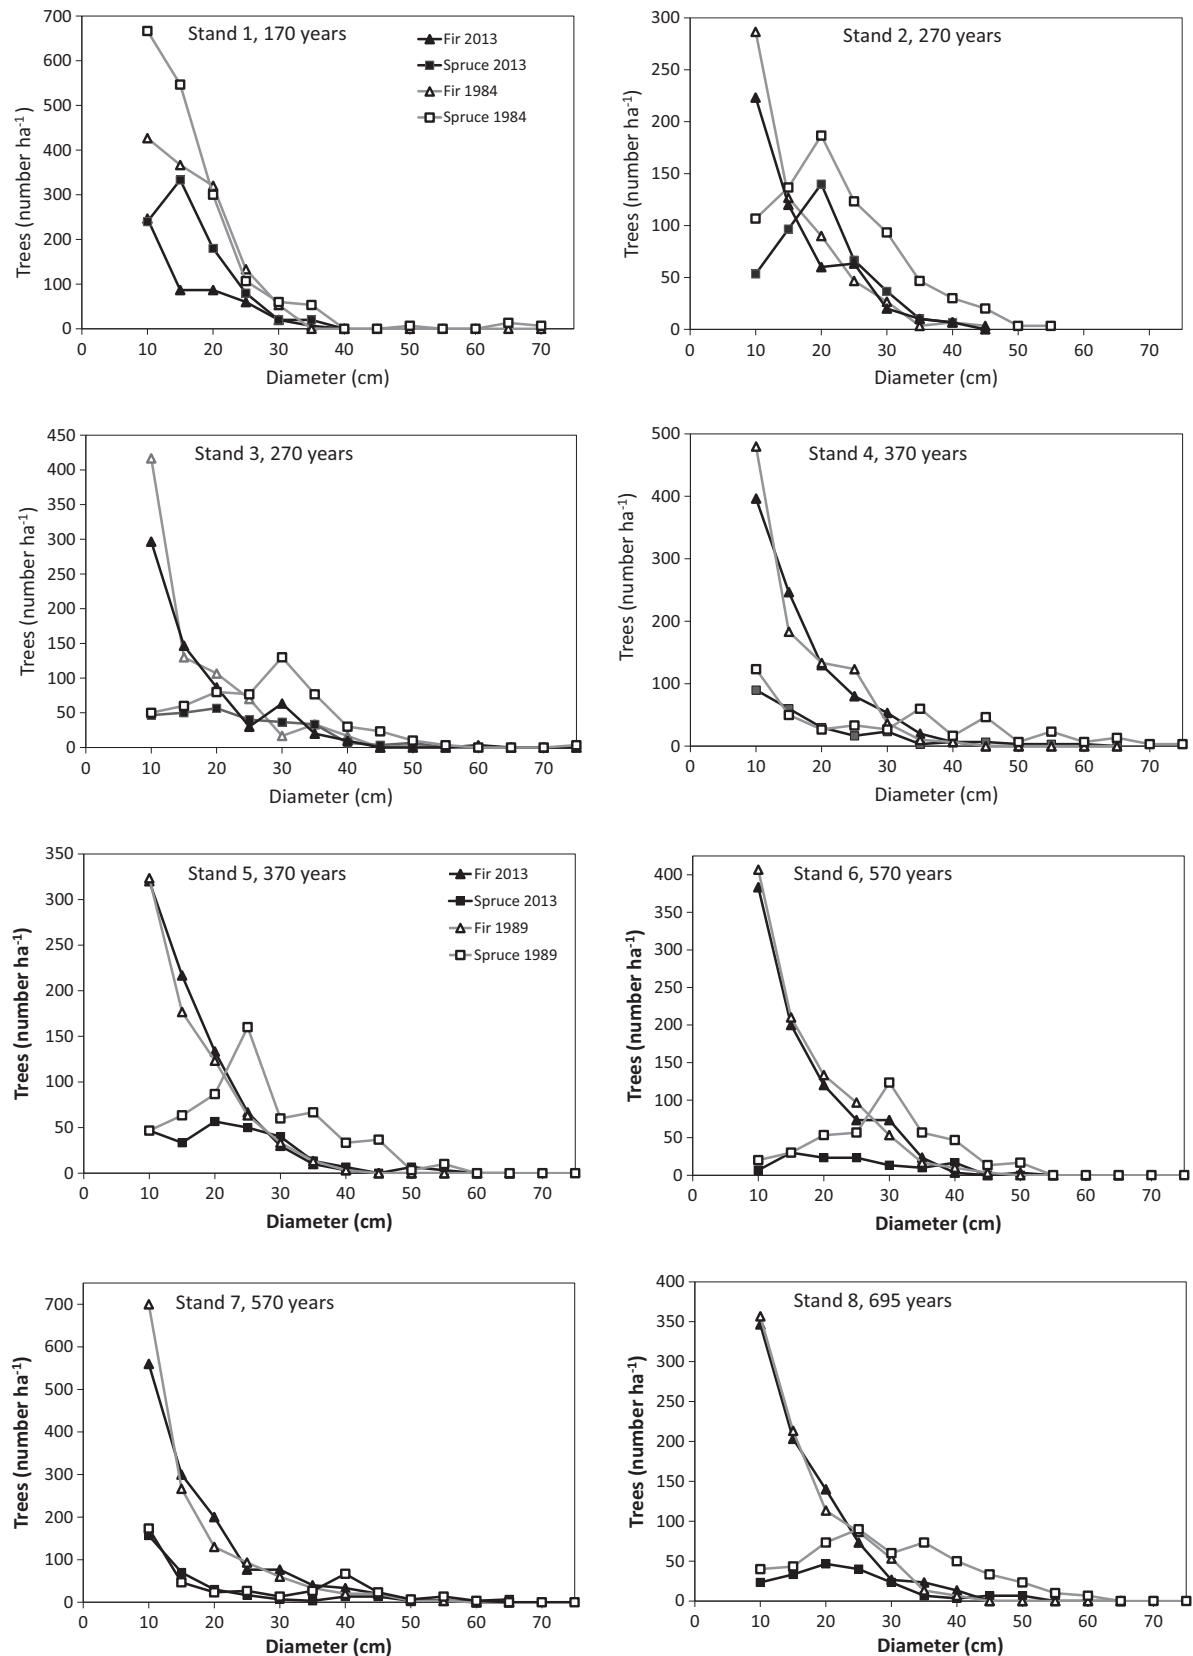 Stand 1, 170 years
Fir 2013
Spruce 2013
Fir 1984
Spruce 1984
Trees (number ha-1)
700
600
500
400
300
200
100
0
0 10 20 30 40 50 60 70
Diameter (cm)
Stand 2, 270 years
Trees (number ha-1)
300
250
200
150
100
50
0
0 10 20 30 40 50 60 70
Diameter (cm)
Stand 3, 270 years
Trees (number ha-1)
450
400
350
300
250
200
150
100
50
0
0 10 20 30 40 50 60 70
Diameter (cm)
Stand 4, 370 years
Trees (number ha-1)
500
400
300
200
100
0
0 10 20 30 40 50 60 70
Diameter (cm)
Stand 5, 370 years
Fir 2013
Spruce 2013
Fir 1989
Spruce 1989
Trees (number ha-1)
350
300
250
200
150
100
50
0
0 10 20 30 40 50 60 70
Diameter (cm)
Stand 6, 570 years
Trees (number ha-1)
400
350
300
250
200
150
100
50
0
0 10 20 30 40 50 60 70
Diameter (cm)
Stand 7, 570 years
Trees (number ha-1)
700
600
500
400
300
200
100
0
0 10 20 30 40 50 60 70
Diameter (cm)
Stand 8, 695 years
Trees (number ha-1)
400
350
300
250
200
150
100
50
0
0 10 20 30 40 50 60 70
Diameter (cm)